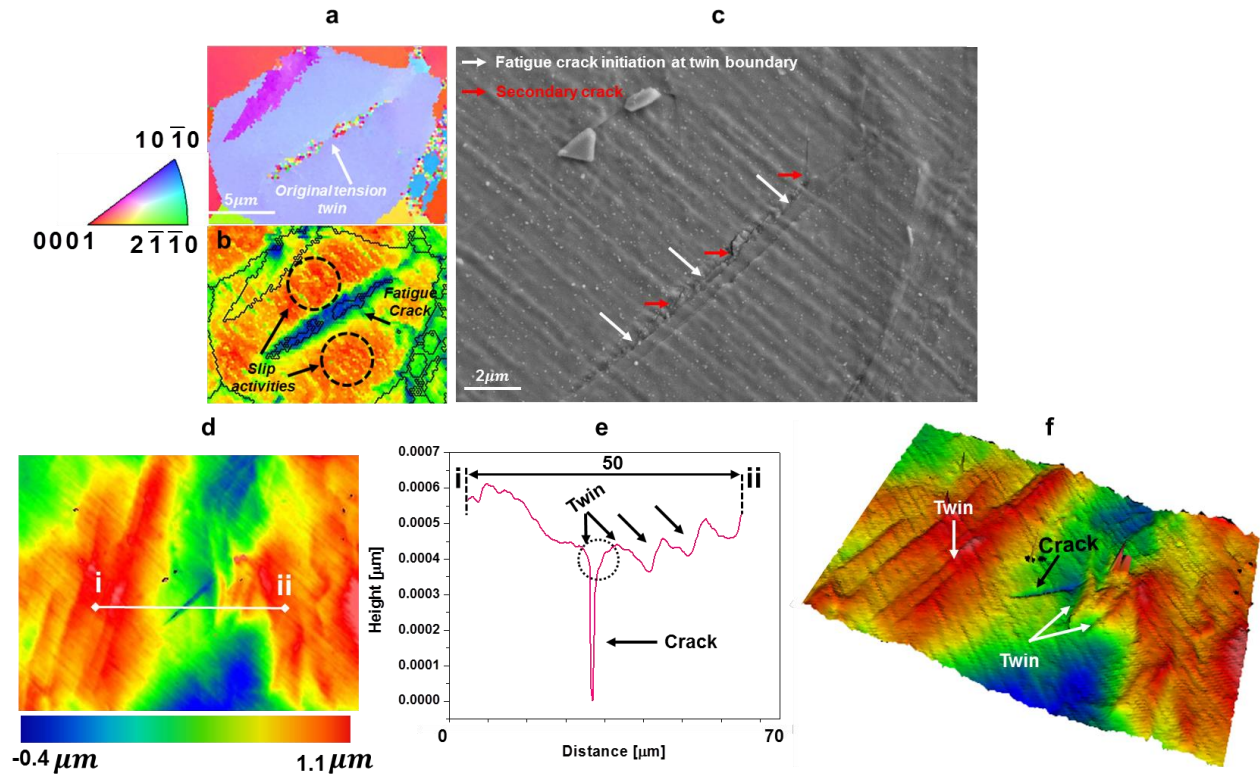 a
c
10 1̅0
0001
2 1̅ 1̅0
Original tension
twin
5μm
b
Fatigue
Crack
Slip
activities
Fatigue crack initiation at twin boundary
Secondary crack
2μm
d
e
f
i
ii
-0.4 μm
1.1 μm
0.0007
0.0006
0.0005
0.0004
0.0003
0.0002
0.0001
0.0000
Height [μm]
i
50
ii
Twin
Crack
0
70
Distance [μm]
Twin
Crack
Twin